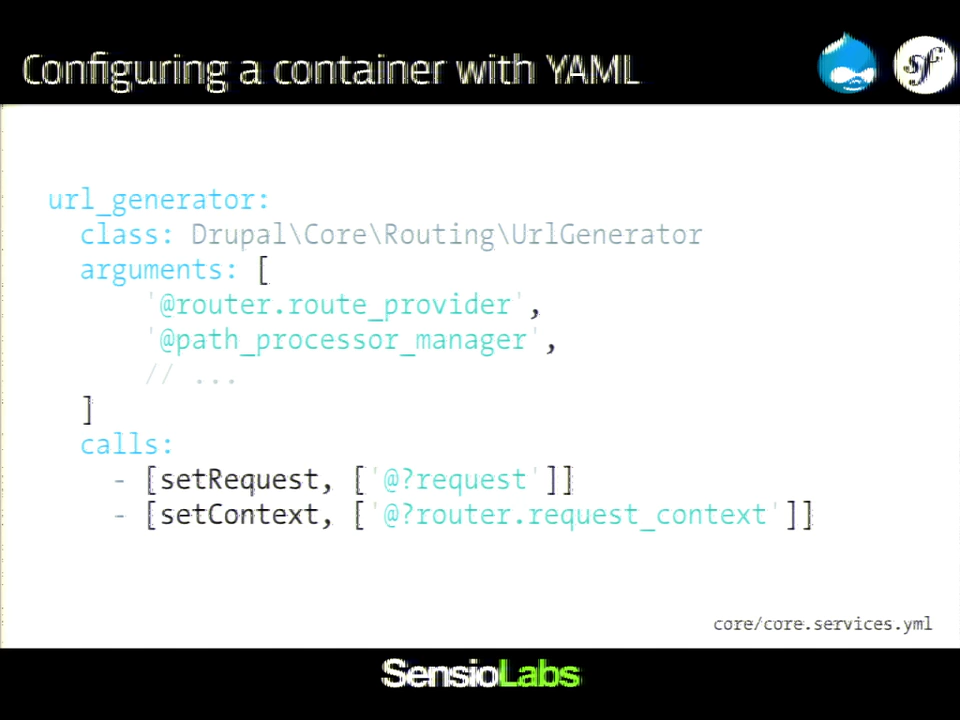 Configuring a container with YAML
sf
url_generator:
class: Drupal\Core\Routing\UrlGenerator
arguments: [
'@router.route_provider',
'@path_processor_manager',
// ...
]
calls:
- [setRequest, ['@?request']]
- [setContext, ['@?router.request_context']]
core/core.services.yml
SensioLabs